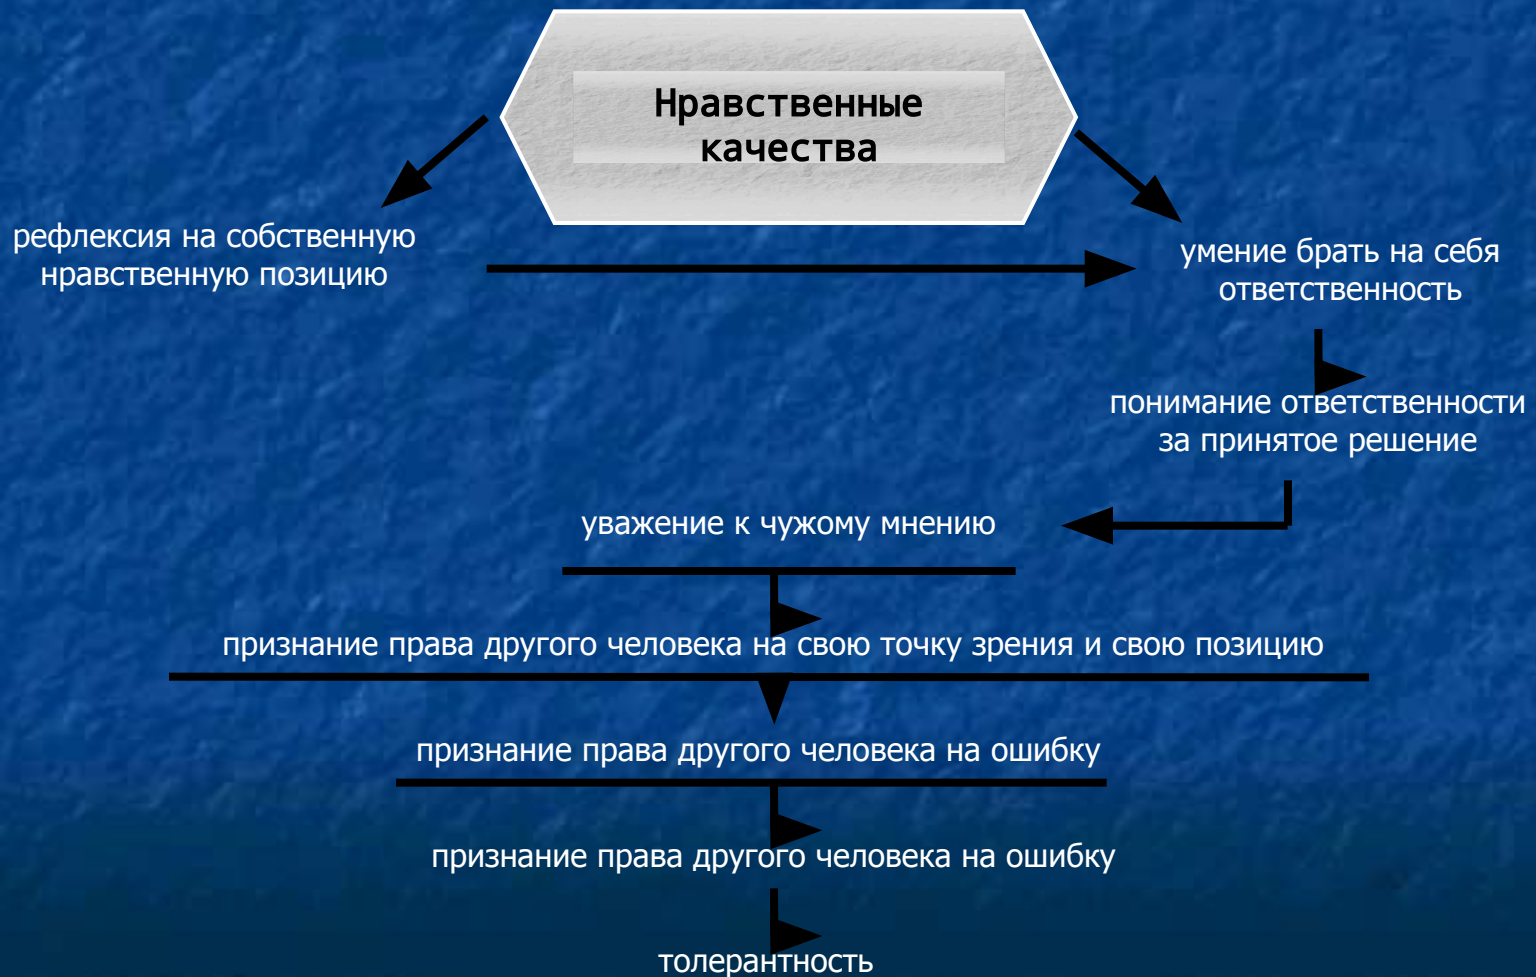 Нравственные
качества
рефлексия на собственную
нравственную позицию
умение брать на себя
ответственность
понимание ответственности
за принятое решение
уважение к чужому мнению
признание права другого человека на свою точку зрения и свою позицию
признание права другого человека на ошибку
признание права другого человека на ошибку
толерантность